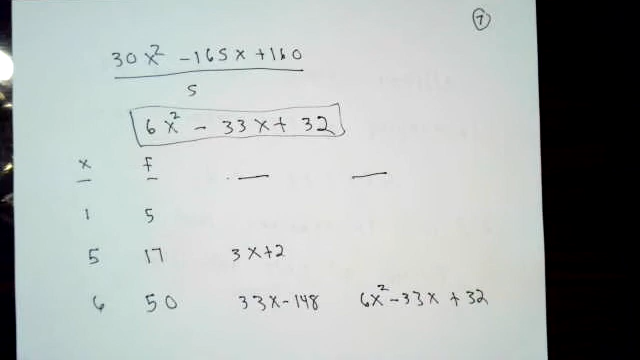 7
30x² - 165x + 160
5
6x² - 33x + 32
x f
1 5
5 17 3x+2
6 50 33x-148 6x²-33x+32